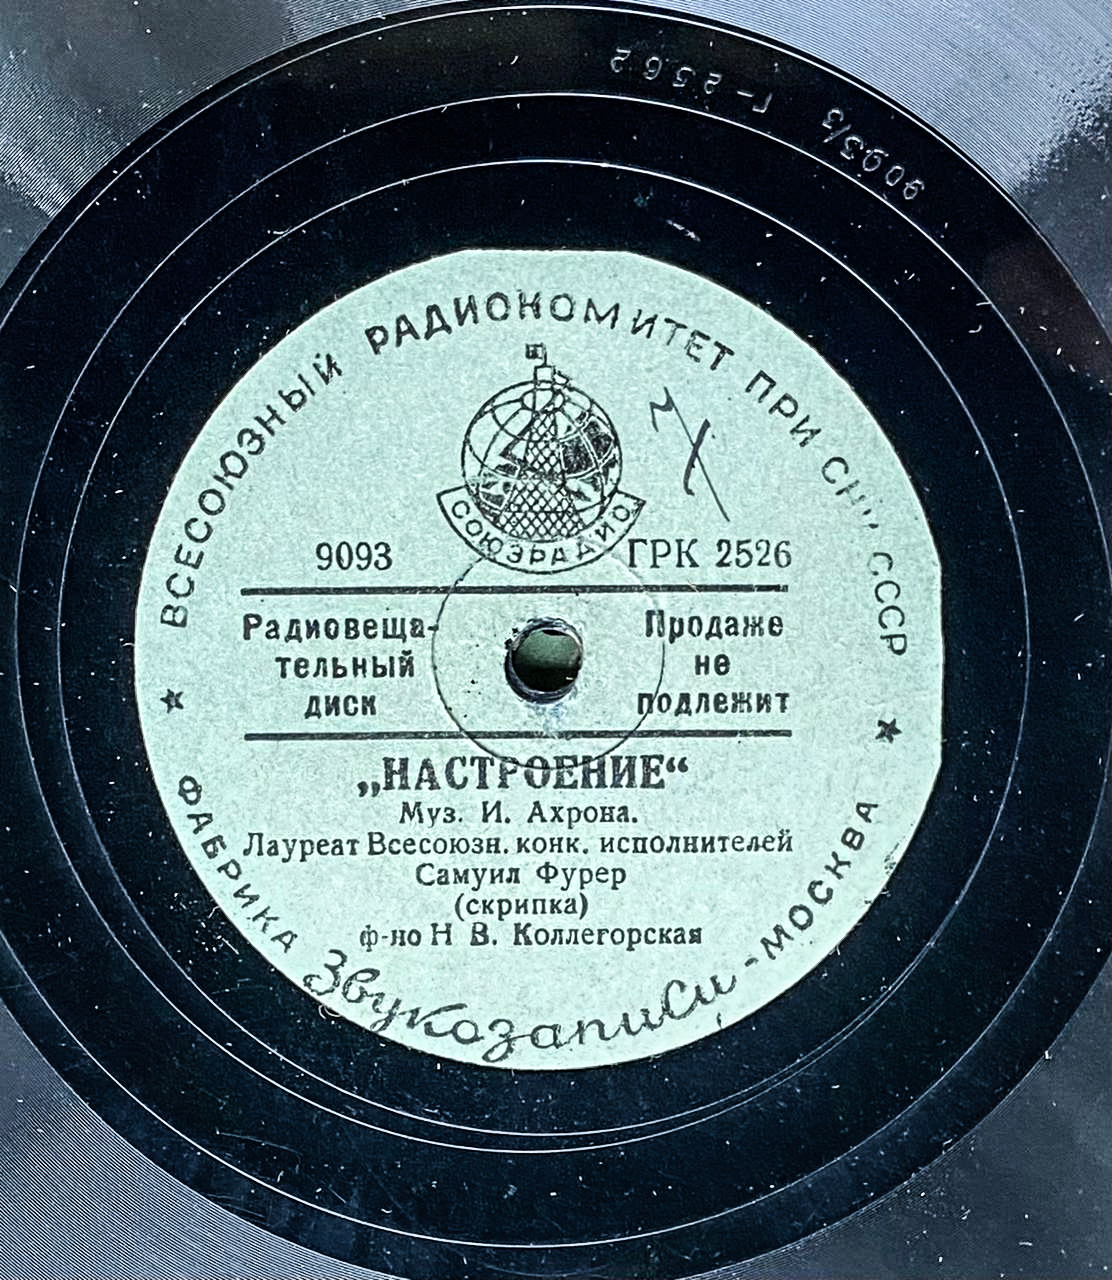 Г-2562 9093/3
ВСЕСОЮЗНЫЙ РАДИОКОМИТЕТ ПРИ СНК СССР
СОЮЗРАДИО
9093 ГРК 2526
Радиовеща-
тельный
диск
Продаже
не
подлежит
„НАСТРОЕНИЕ“
Муз. И. Ахрона.
Лауреат Всесоюзн. конк. исполнителей
Самуил Фурер
(скрипка)
ф-но Н В. Коллегорская
ФАБРИКА Звукозаписи - МОСКВА